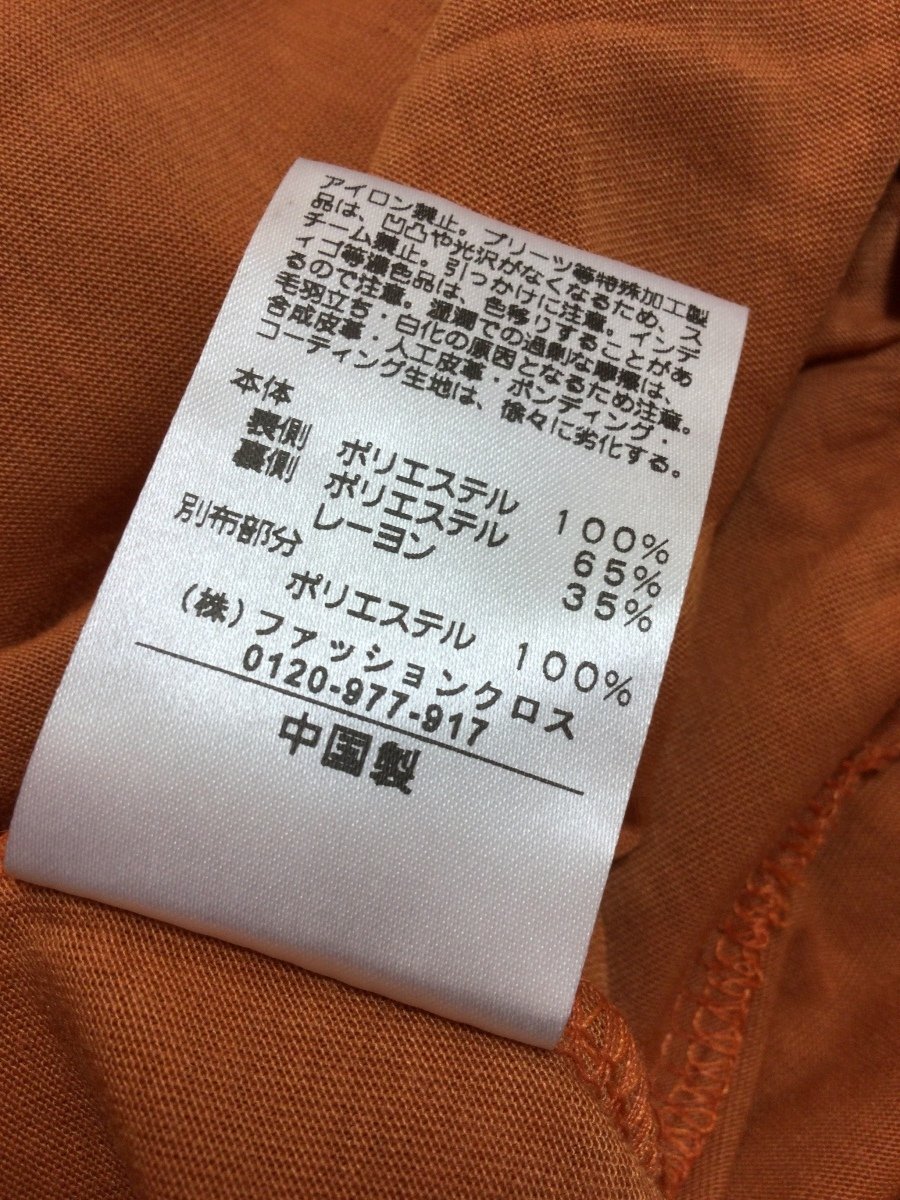 アイロン禁止。プリーツ等特殊加工製
品は、凹凸や光沢がなくなるため、ス
チーム禁止。引っかけに注意。インデ
ィゴ等濃色品は、色移りすることがあ
るので注意。湿潤での過剰な摩擦は、
毛羽立ち・白化の原因となるため注意。
合成皮革・人工皮革・ボンディング・
コーティング生地は、徐々に劣化する。
本体
表側 ポリエステル 100%
裏側 ポリエステル 65%
レーヨン 35%
別布部分
ポリエステル 100%
(株)ファッションクロス
0120-977-917
中国製